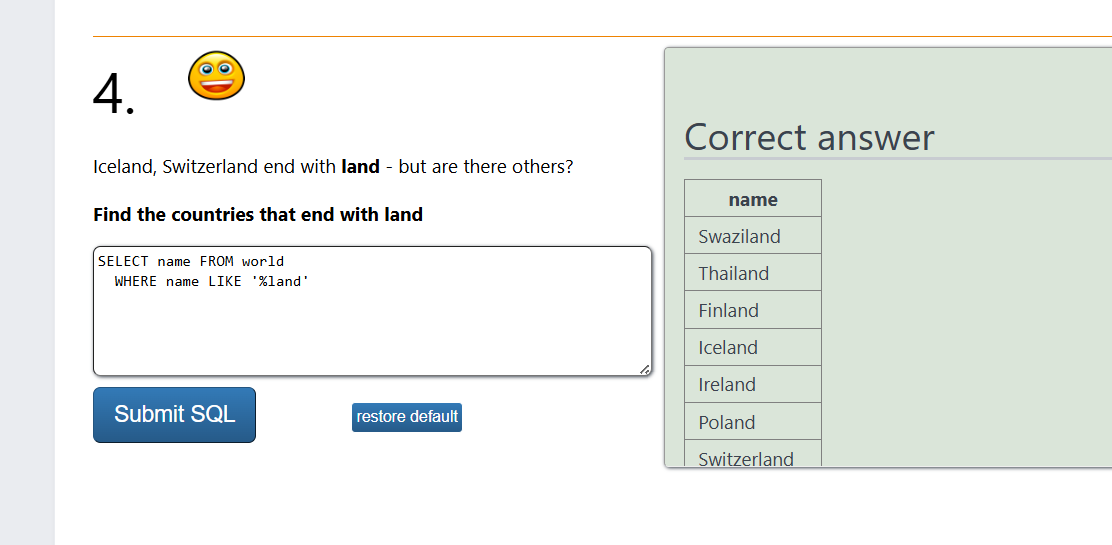 4.
Iceland, Switzerland end with land - but are there others?
Find the countries that end with land
SELECT name FROM world
WHERE name LIKE '%land'
Submit SQL
restore default
Correct answer
name
Swaziland
Thailand
Finland
Iceland
Ireland
Poland
Switzerland